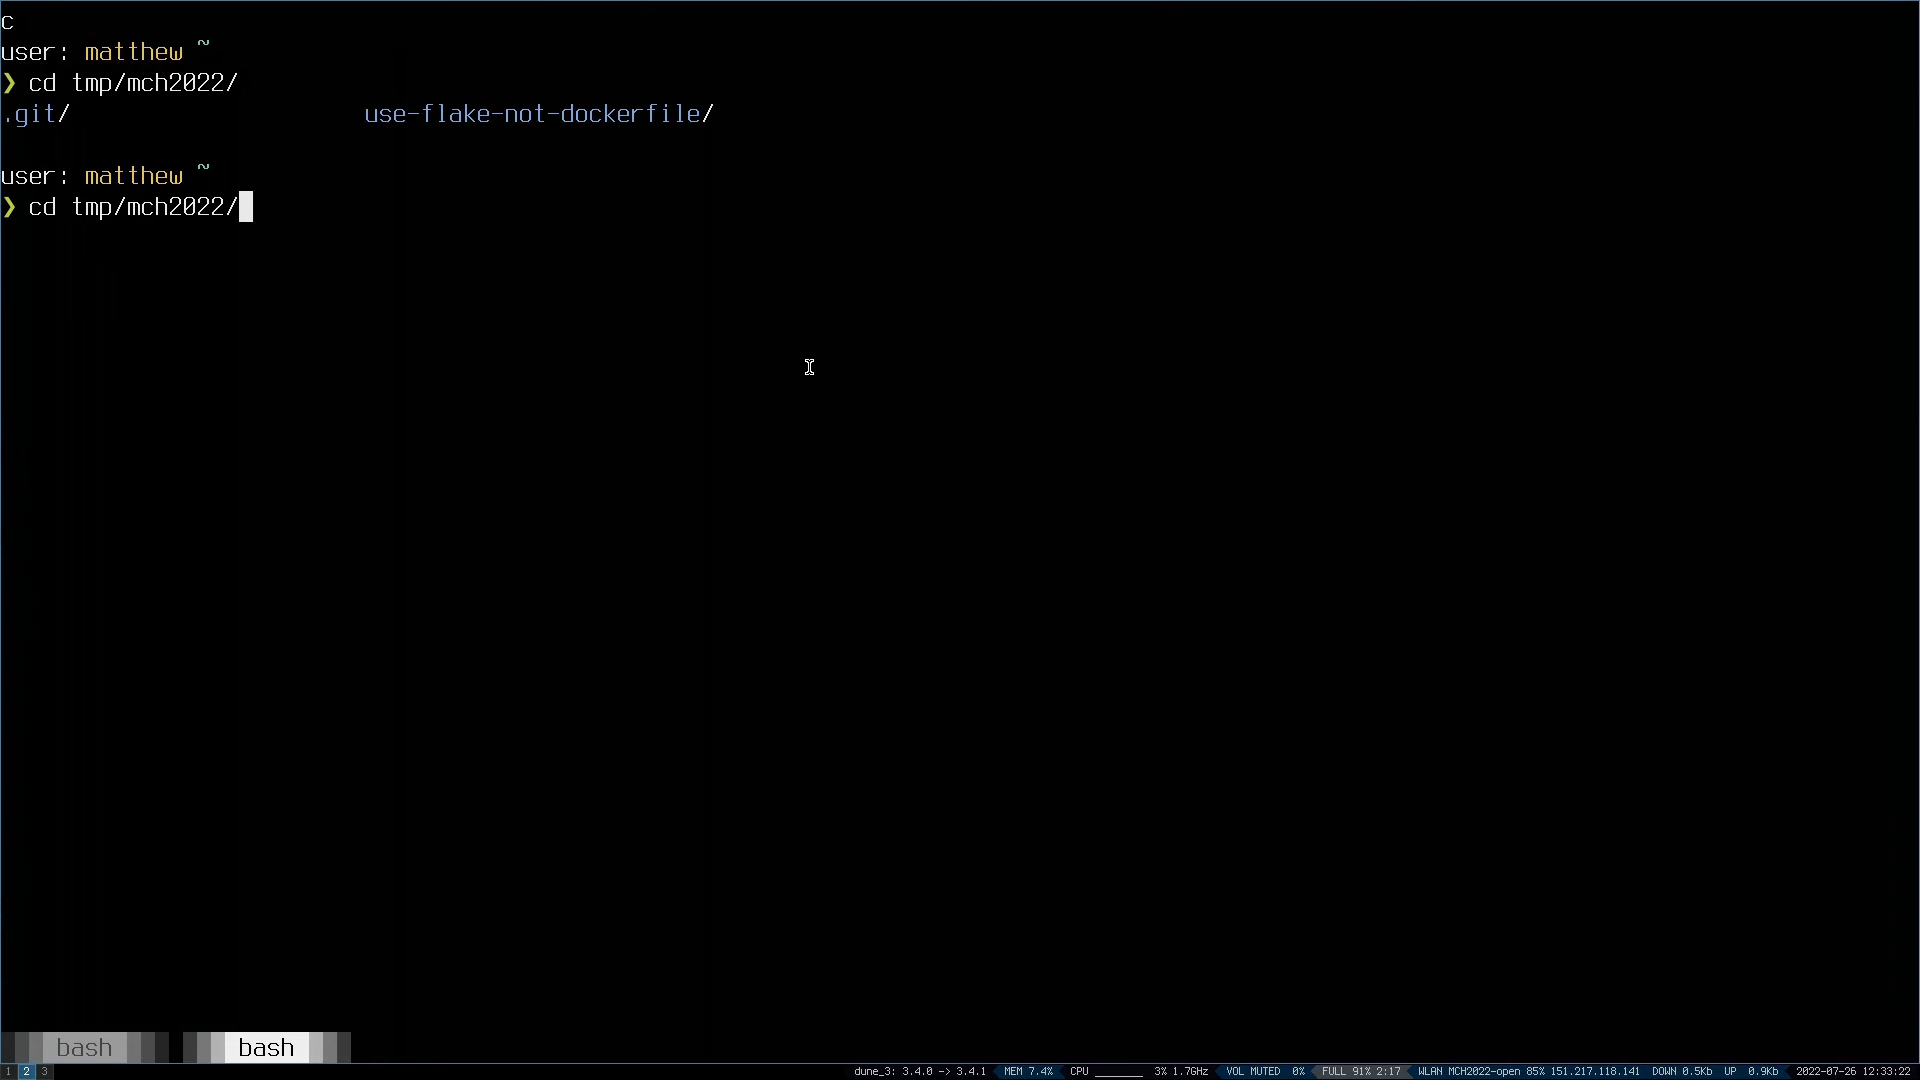 c
user: matthew ~
❯ cd tmp/mch2022/
.git/ use-flake-not-dockerfile/
user: matthew ~
❯ cd tmp/mch2022/
bash bash
1 2 3 dune_3: 3.4.0 -> 3.4.1 MEM 7.4% CPU ________ 3% 1.7GHz VOL MUTED 0% FULL 91% 2:17 WLAN MCH2022-open 85% 151.217.118.141 DOWN 0.5Kb UP 0.9Kb 2022-07-26 12:33:22